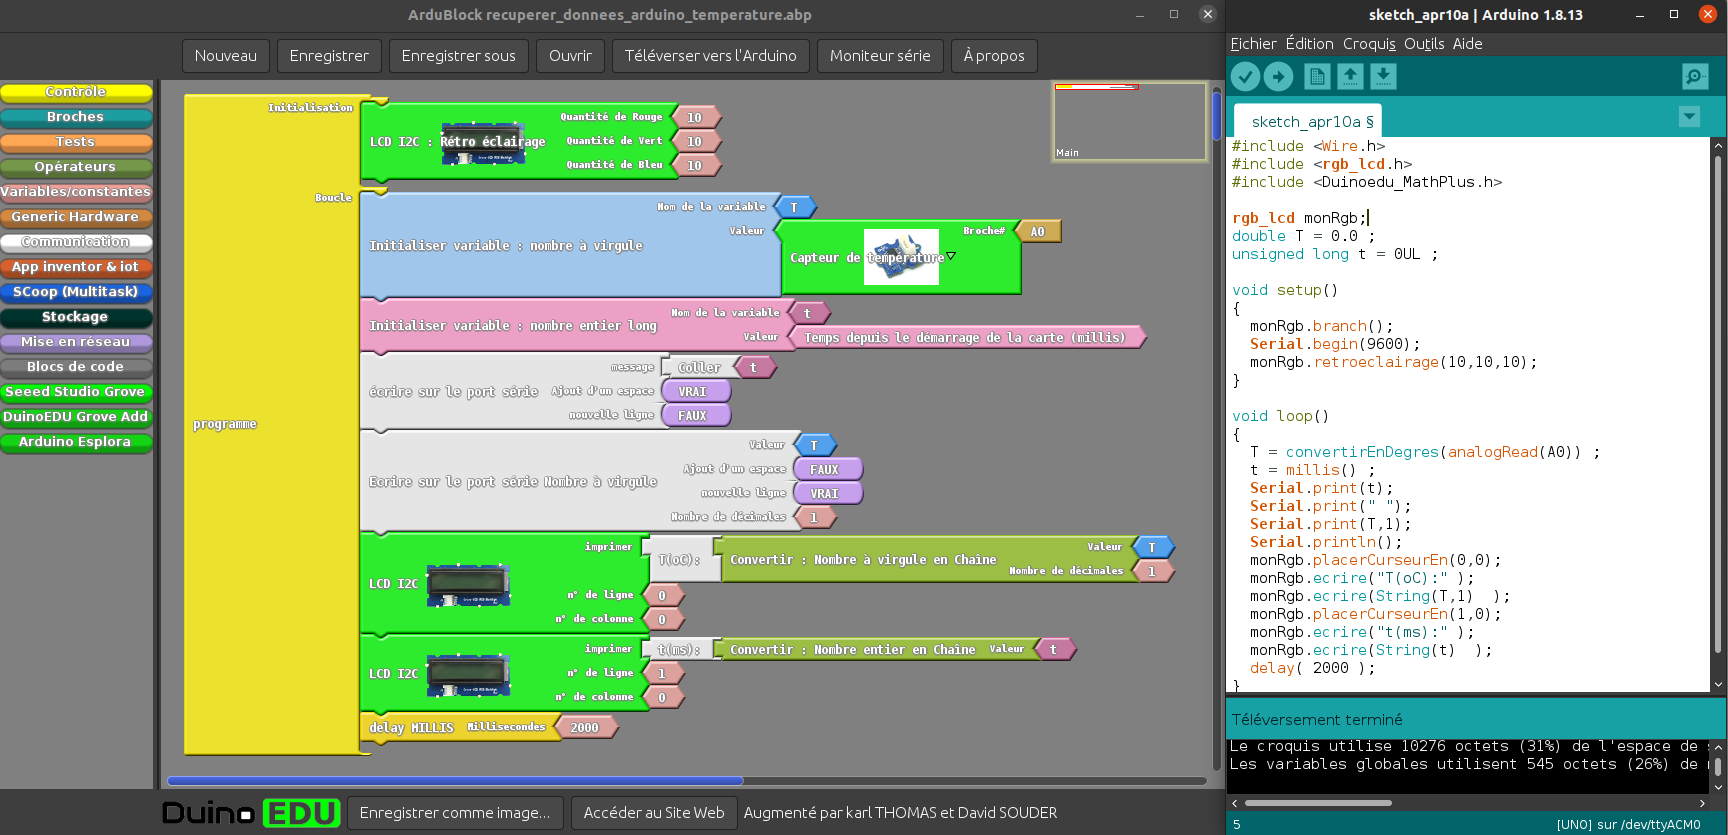 ArduBlock recuperer_donnees_arduino_temperature.abp
Nouveau
Enregistrer
Enregistrer sous
Ouvrir
Téléverser vers l'Arduino
Moniteur série
À propos
Contrôle
Broches
Tests
Opérateurs
Variables/constantes
Generic Hardware
Communication
App inventor & iot
SCoop (Multitask)
Stockage
Mise en réseau
Blocs de code
Seeed Studio Grove
DuinoEDU Grove Add
Arduino Esplora
programme
Initialisation
LCD I2C : Rétro éclairage
Quantité de Rouge 10
Quantité de Vert 10
Quantité de Bleu 10
Main
Boucle
Initialiser variable : nombre à virgule
Nom de la variable T
Valeur
Capteur de température
Broche# A0
Initialiser variable : nombre entier long
Nom de la variable t
Valeur Temps depuis le démarrage de la carte (millis)
écrire sur le port série
message Coller t
Ajout d'un espace VRAI
nouvelle ligne FAUX
Ecrire sur le port série Nombre à virgule
Valeur T
Ajout d'un espace FAUX
nouvelle ligne VRAI
Nombre de décimales 1
LCD I2C
imprimer T(oC): Convertir : Nombre à virgule en Chaîne
Valeur T
Nombre de décimales 1
n° de ligne 0
n° de colonne 0
LCD I2C
imprimer t(ms): Convertir : Nombre entier en Chaîne Valeur t
n° de ligne 1
n° de colonne 0
delay MILLIS Millisecondes 2000
Duino EDU
Enregistrer comme image...
Accéder au Site Web
Augmenté par karl THOMAS et David SOUDER
sketch_apr10a | Arduino 1.8.13
Fichier Édition Croquis Outils Aide
sketch_apr10a §
#include <Wire.h>
#include <rgb_lcd.h>
#include <Duinoedu_MathPlus.h>
rgb_lcd monRgb;
double T = 0.0 ;
unsigned long t = 0UL ;
void setup()
{
monRgb.branch();
Serial.begin(9600);
monRgb.retroeclairage(10,10,10);
}
void loop()
{
T = convertirEnDegres(analogRead(A0)) ;
t = millis() ;
Serial.print(t);
Serial.print(" ");
Serial.print(T,1);
Serial.println();
monRgb.placerCurseurEn(0,0);
monRgb.ecrire("T(oC):" );
monRgb.ecrire(String(T,1)  );
monRgb.placerCurseurEn(1,0);
monRgb.ecrire("t(ms):" );
monRgb.ecrire(String(t)  );
delay( 2000 );
}
Téléversement terminé
Le croquis utilise 10276 octets (31%) de l'espace de
Les variables globales utilisent 545 octets (26%) de
5
[UNO] sur /dev/ttyACM0